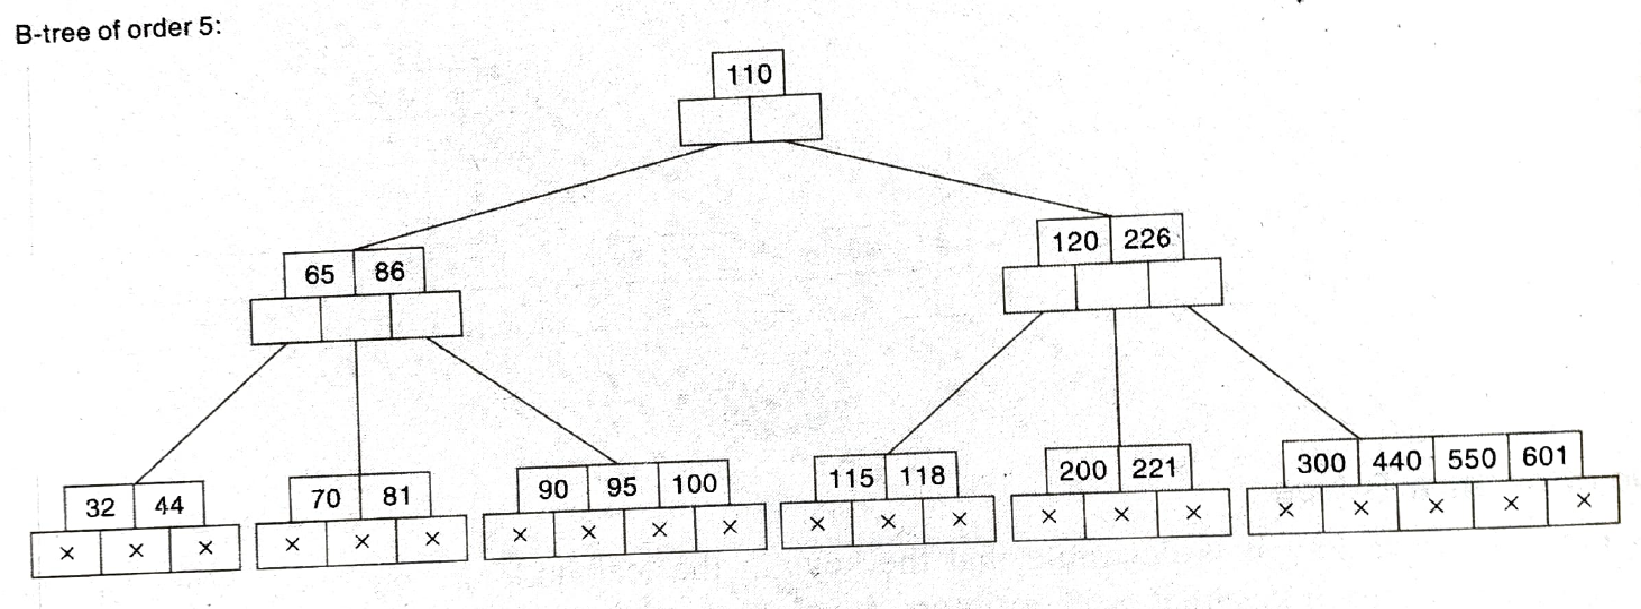 B-tree of order 5:
110
65 86
120 226
32 44
70 81
90 95 100
115 118
200 221
300 440 550 601
× × ×
× × ×
× × × ×
× × ×
× × ×
× × × × ×